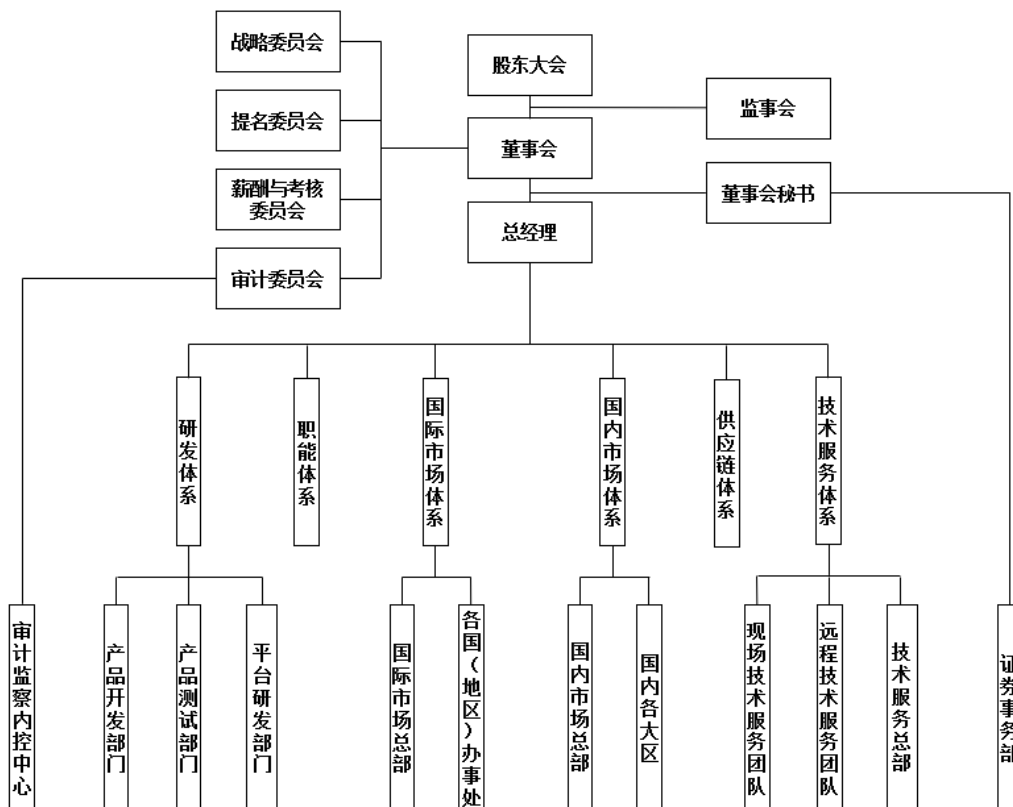 战略委员会
股东大会
提名委员会
监事会
董事会
薪酬与考核
委员会
董事会秘书
总经理
审计委员会
研发体系
职能体系
国际市场体系
国内市场体系
供应链体系
技术服务体系
审计监察内控中心
产品开发部门
产品测试部门
平台研发部门
国际市场总部
各国（地区）办事处
国内市场总部
国内各大区
现场技术服务团队
远程技术服务团队
技术服务总部
证券事务部